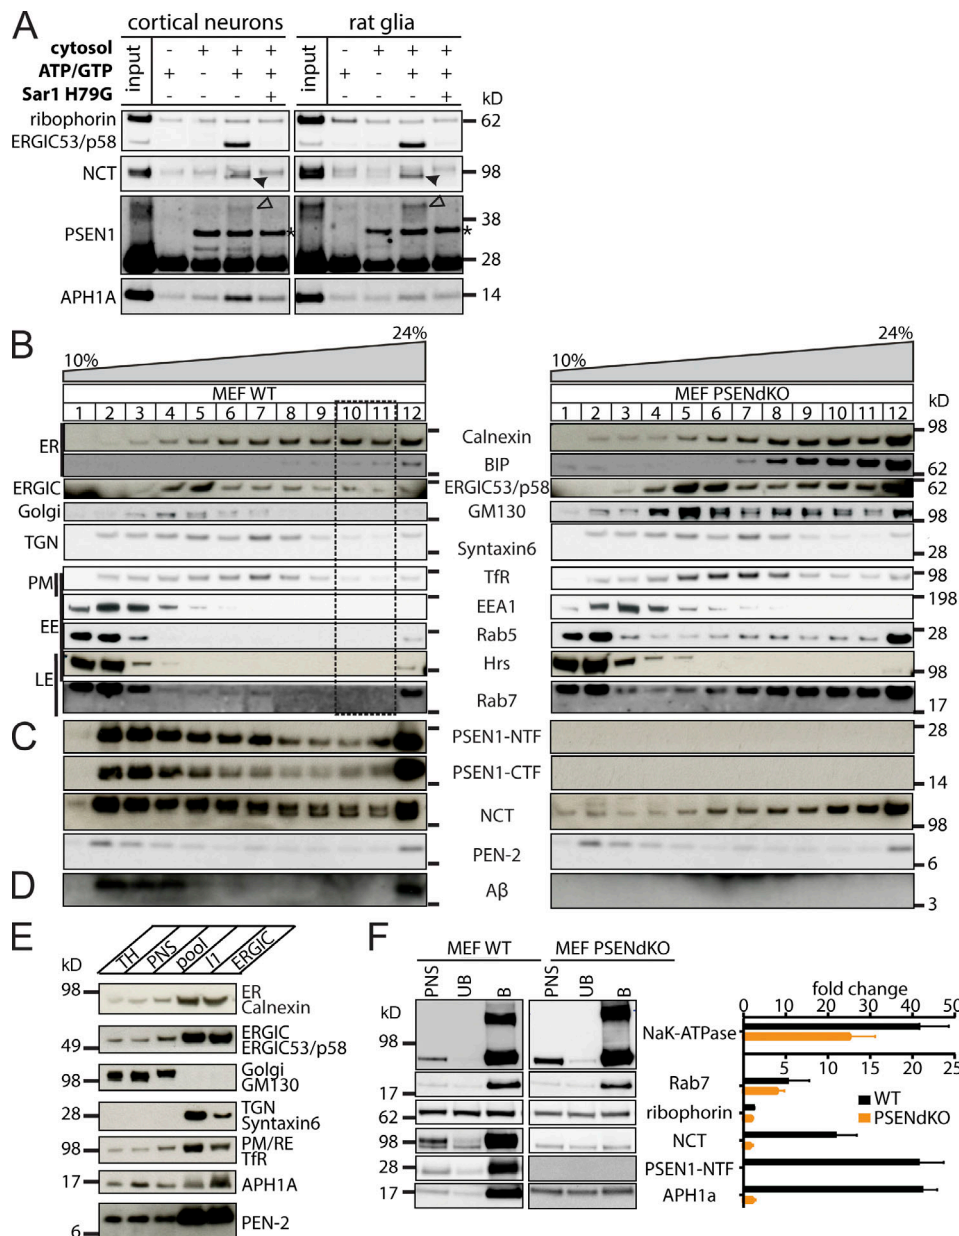 A
cortical neurons
rat glia
cytosol
input
- + + +
input
- + + +
ATP/GTP
+ - + +
+ - + +
Sar1 H79G
- - - +
- - - +
kD
ribophorin
62
ERGIC53/p58
NCT
98
PSEN1
*
*
38
28
APH1A
14
B
10%
24%
10%
24%
MEF WT
MEF PSENdKO
1 2 3 4 5 6 7 8 9 10 11 12
1 2 3 4 5 6 7 8 9 10 11 12
kD
ER
Calnexin
98
BIP
62
ERGIC
ERGIC53/p58
62
Golgi
GM130
98
TGN
Syntaxin6
28
PM
TfR
98
EE
EEA1
198
Rab5
28
LE
Hrs
98
Rab7
17
C
PSEN1-NTF
28
PSEN1-CTF
14
NCT
98
PEN-2
6
D
Aβ
3
E
TH
PNS
pool
I1
ERGIC
kD
98
ER
Calnexin
49
ERGIC
ERGIC53/p58
98
Golgi
GM130
28
TGN
Syntaxin6
98
PM/RE
TfR
17
APH1A
6
PEN-2
F
MEF WT
MEF PSENdKO
PNS
UB
B
PNS
UB
B
kD
98
17
62
98
28
17
fold change
0 10 20 30 40 50
NaK-ATPase
0 5 10 15 20 25
Rab7
ribophorin
NCT
PSEN1-NTF
APH1a
WT
PSENdKO